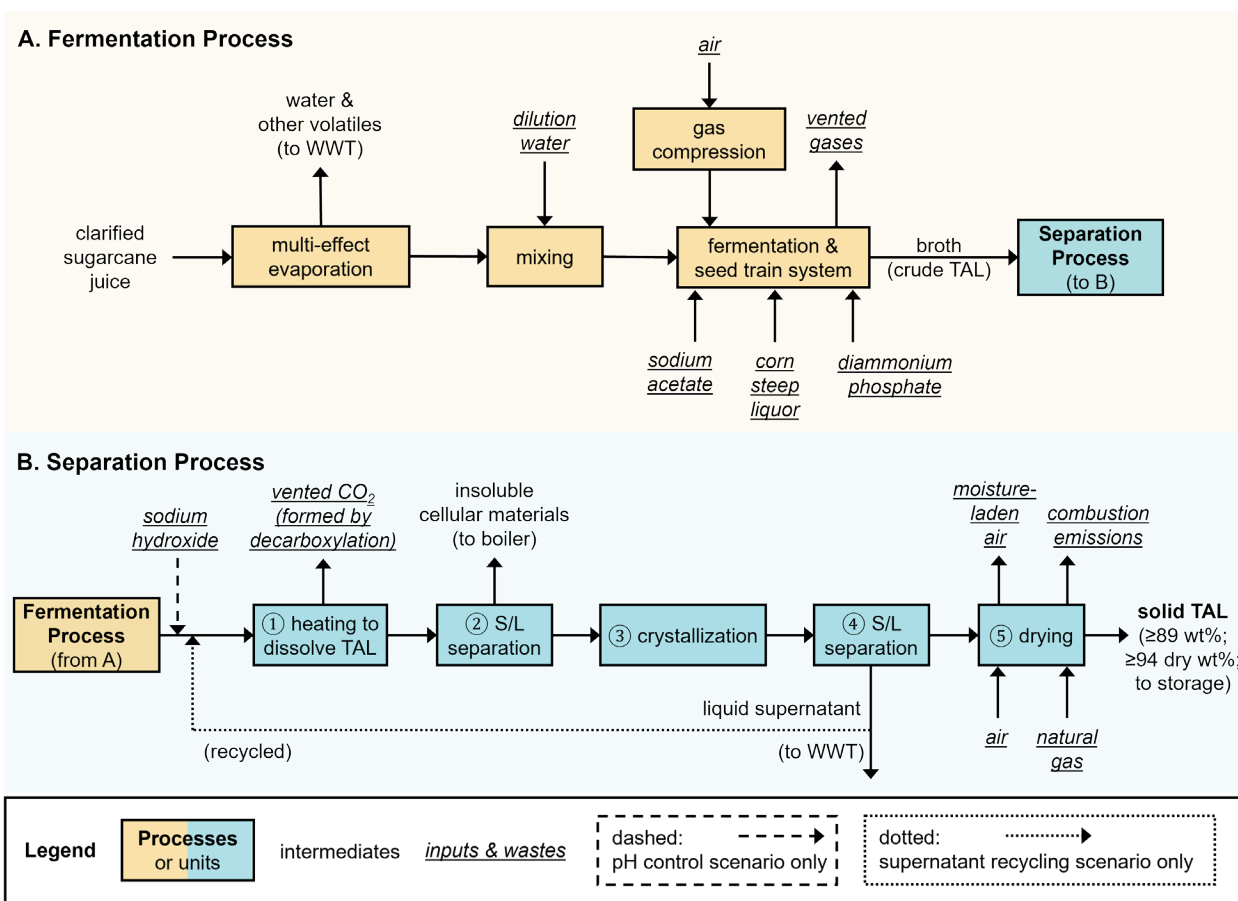 A. Fermentation Process
air
water &
other volatiles
(to WWT)
dilution
water
gas
compression
vented
gases
clarified
sugarcane
juice
multi-effect
evaporation
mixing
fermentation &
seed train system
broth
(crude TAL)
Separation
Process
(to B)
sodium
acetate
corn
steep
liquor
diammonium
phosphate
B. Separation Process
sodium
hydroxide
vented CO₂
(formed by
decarboxylation)
insoluble
cellular materials
(to boiler)
moisture-
laden
air
combustion
emissions
Fermentation
Process
(from A)
① heating to
dissolve TAL
② S/L
separation
③ crystallization
④ S/L
separation
⑤ drying
solid TAL
(≥89 wt%;
≥94 dry wt%;
to storage)
liquid supernatant
(recycled)
(to WWT)
air
natural
gas
Legend
Processes
or units
intermediates
inputs & wastes
dashed:
pH control scenario only
dotted:
supernatant recycling scenario only